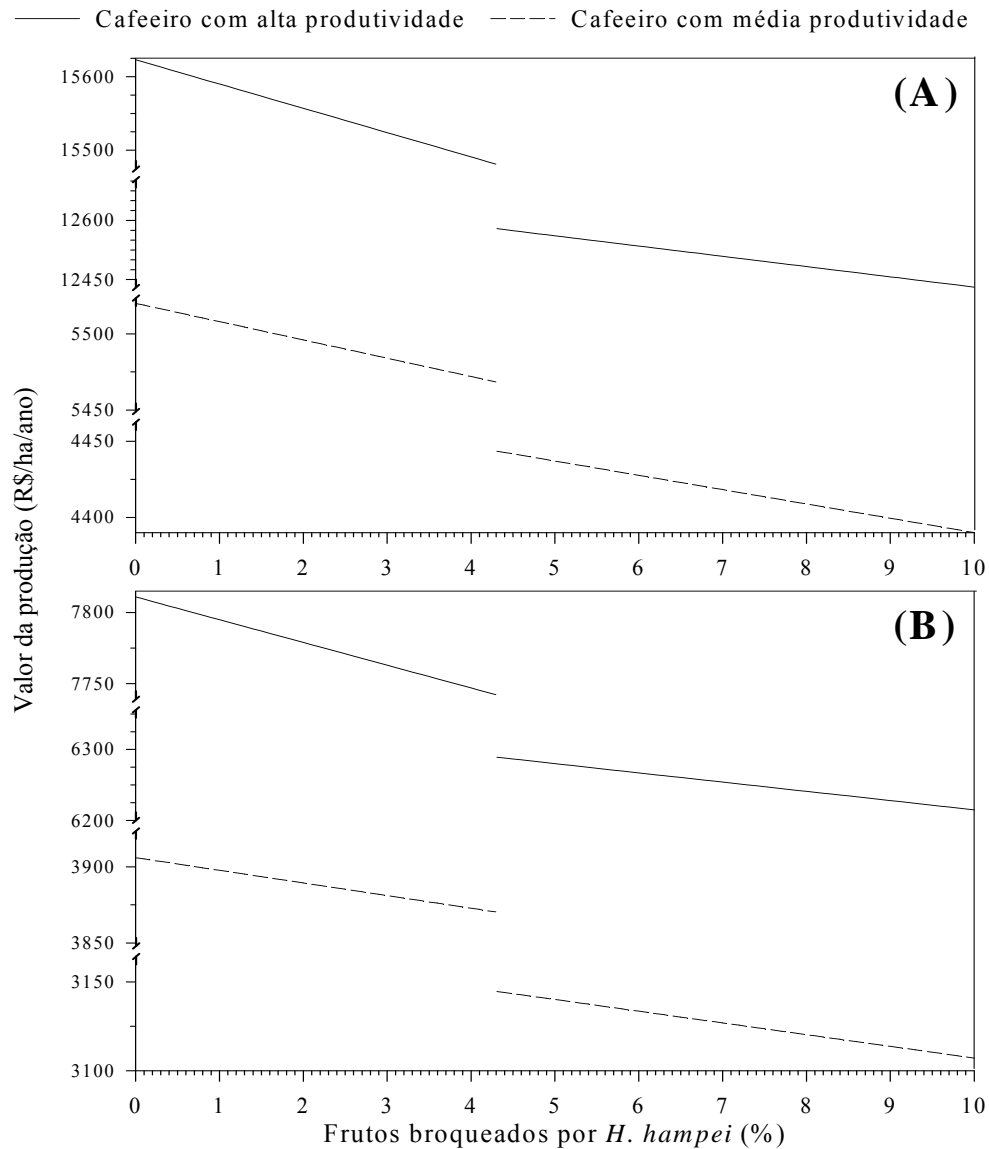 Cafeeiro com alta produtividade Cafeeiro com média produtividade
(A)
15600
15500
12600
12450
5500
5450
4450
4400
0 1 2 3 4 5 6 7 8 9 10
Valor da produção (R$/ha/ano)
(B)
7800
7750
6300
6200
3900
3850
3150
3100
0 1 2 3 4 5 6 7 8 9 10
Frutos broqueados por H. hampei (%)